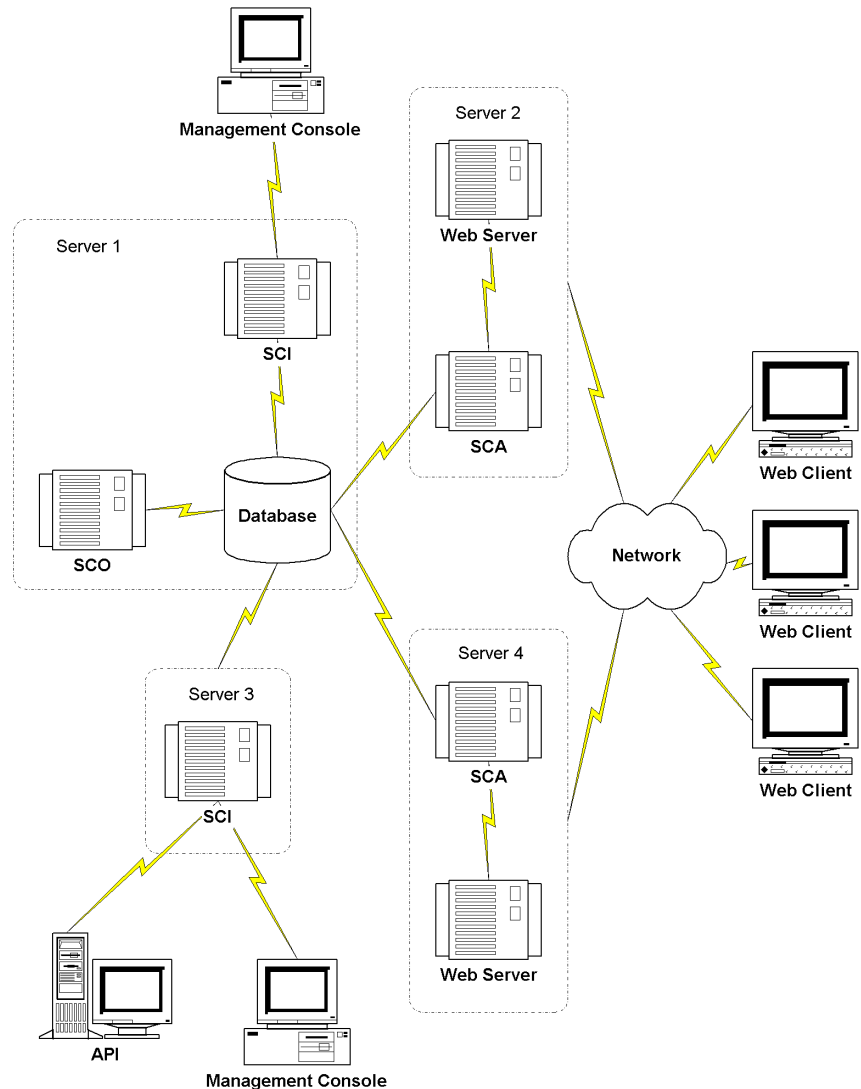 Management Console
Server 2
Web Server
Server 1
SCI
SCA
Web Client
Database
SCO
Network
Web Client
Server 4
Server 3
SCA
Web Client
SCI
Web Server
API
Management Console